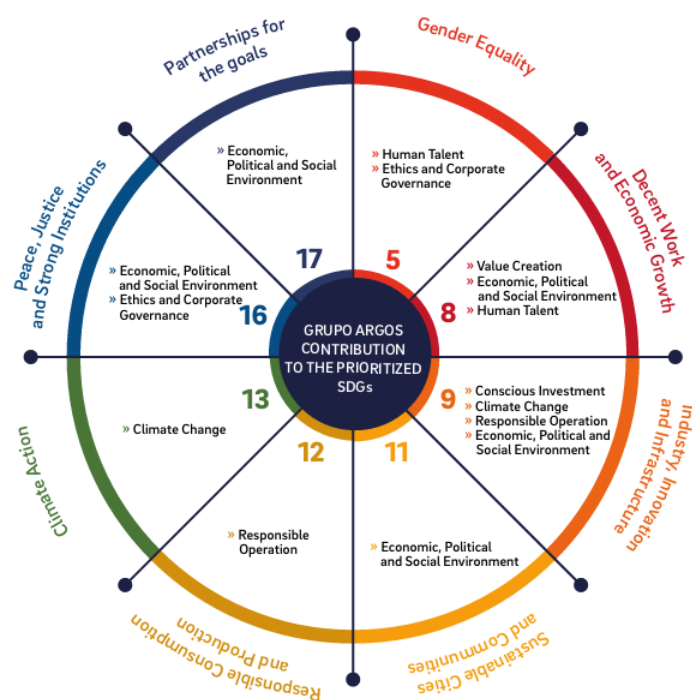 Partnerships for
the goals
Gender Equality
Decent Work
and Economic Growth
Industry, Innovation
and Infrastructure
Sustainable Cities
and Communities
Responsible Consumption
and Production
Climate Action
Peace, Justice
and Strong Institutions
17
» Economic,
Political and Social
Environment
5
» Human Talent
» Ethics and Corporate
Governance
8
» Value Creation
» Economic, Political
and Social Environment
» Human Talent
9
» Conscious Investment
» Climate Change
» Responsible Operation
» Economic, Political and
Social Environment
11
» Economic, Political
and Social Environment
12
» Responsible
Operation
13
» Climate Change
16
» Economic, Political
and Social Environment
» Ethics and Corporate
Governance
GRUPO ARGOS
CONTRIBUTION
TO THE PRIORITIZED
SDGs